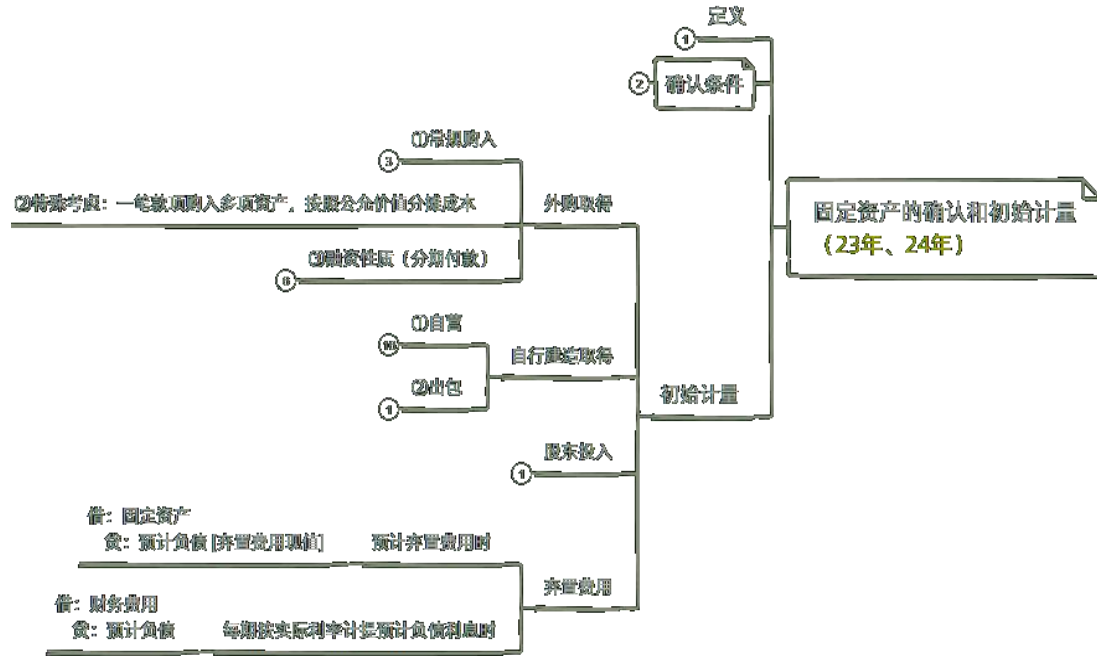 固定资产的确认和初始计量
（23年、24年）
定义
①
确认条件
②
初始计量
外购取得
①常规购入
③
②特殊考虑：一笔款项购入多项资产，按照公允价值分摊成本
③融资性质（分期付款）
⑥
自行建造取得
①自营
⑩
②出包
①
股东投入
①
弃置费用
预计弃置费用时
借：固定资产
贷：预计负债 [弃置费用现值]
每期按实际利率计提预计负债利息时
借：财务费用
贷：预计负债